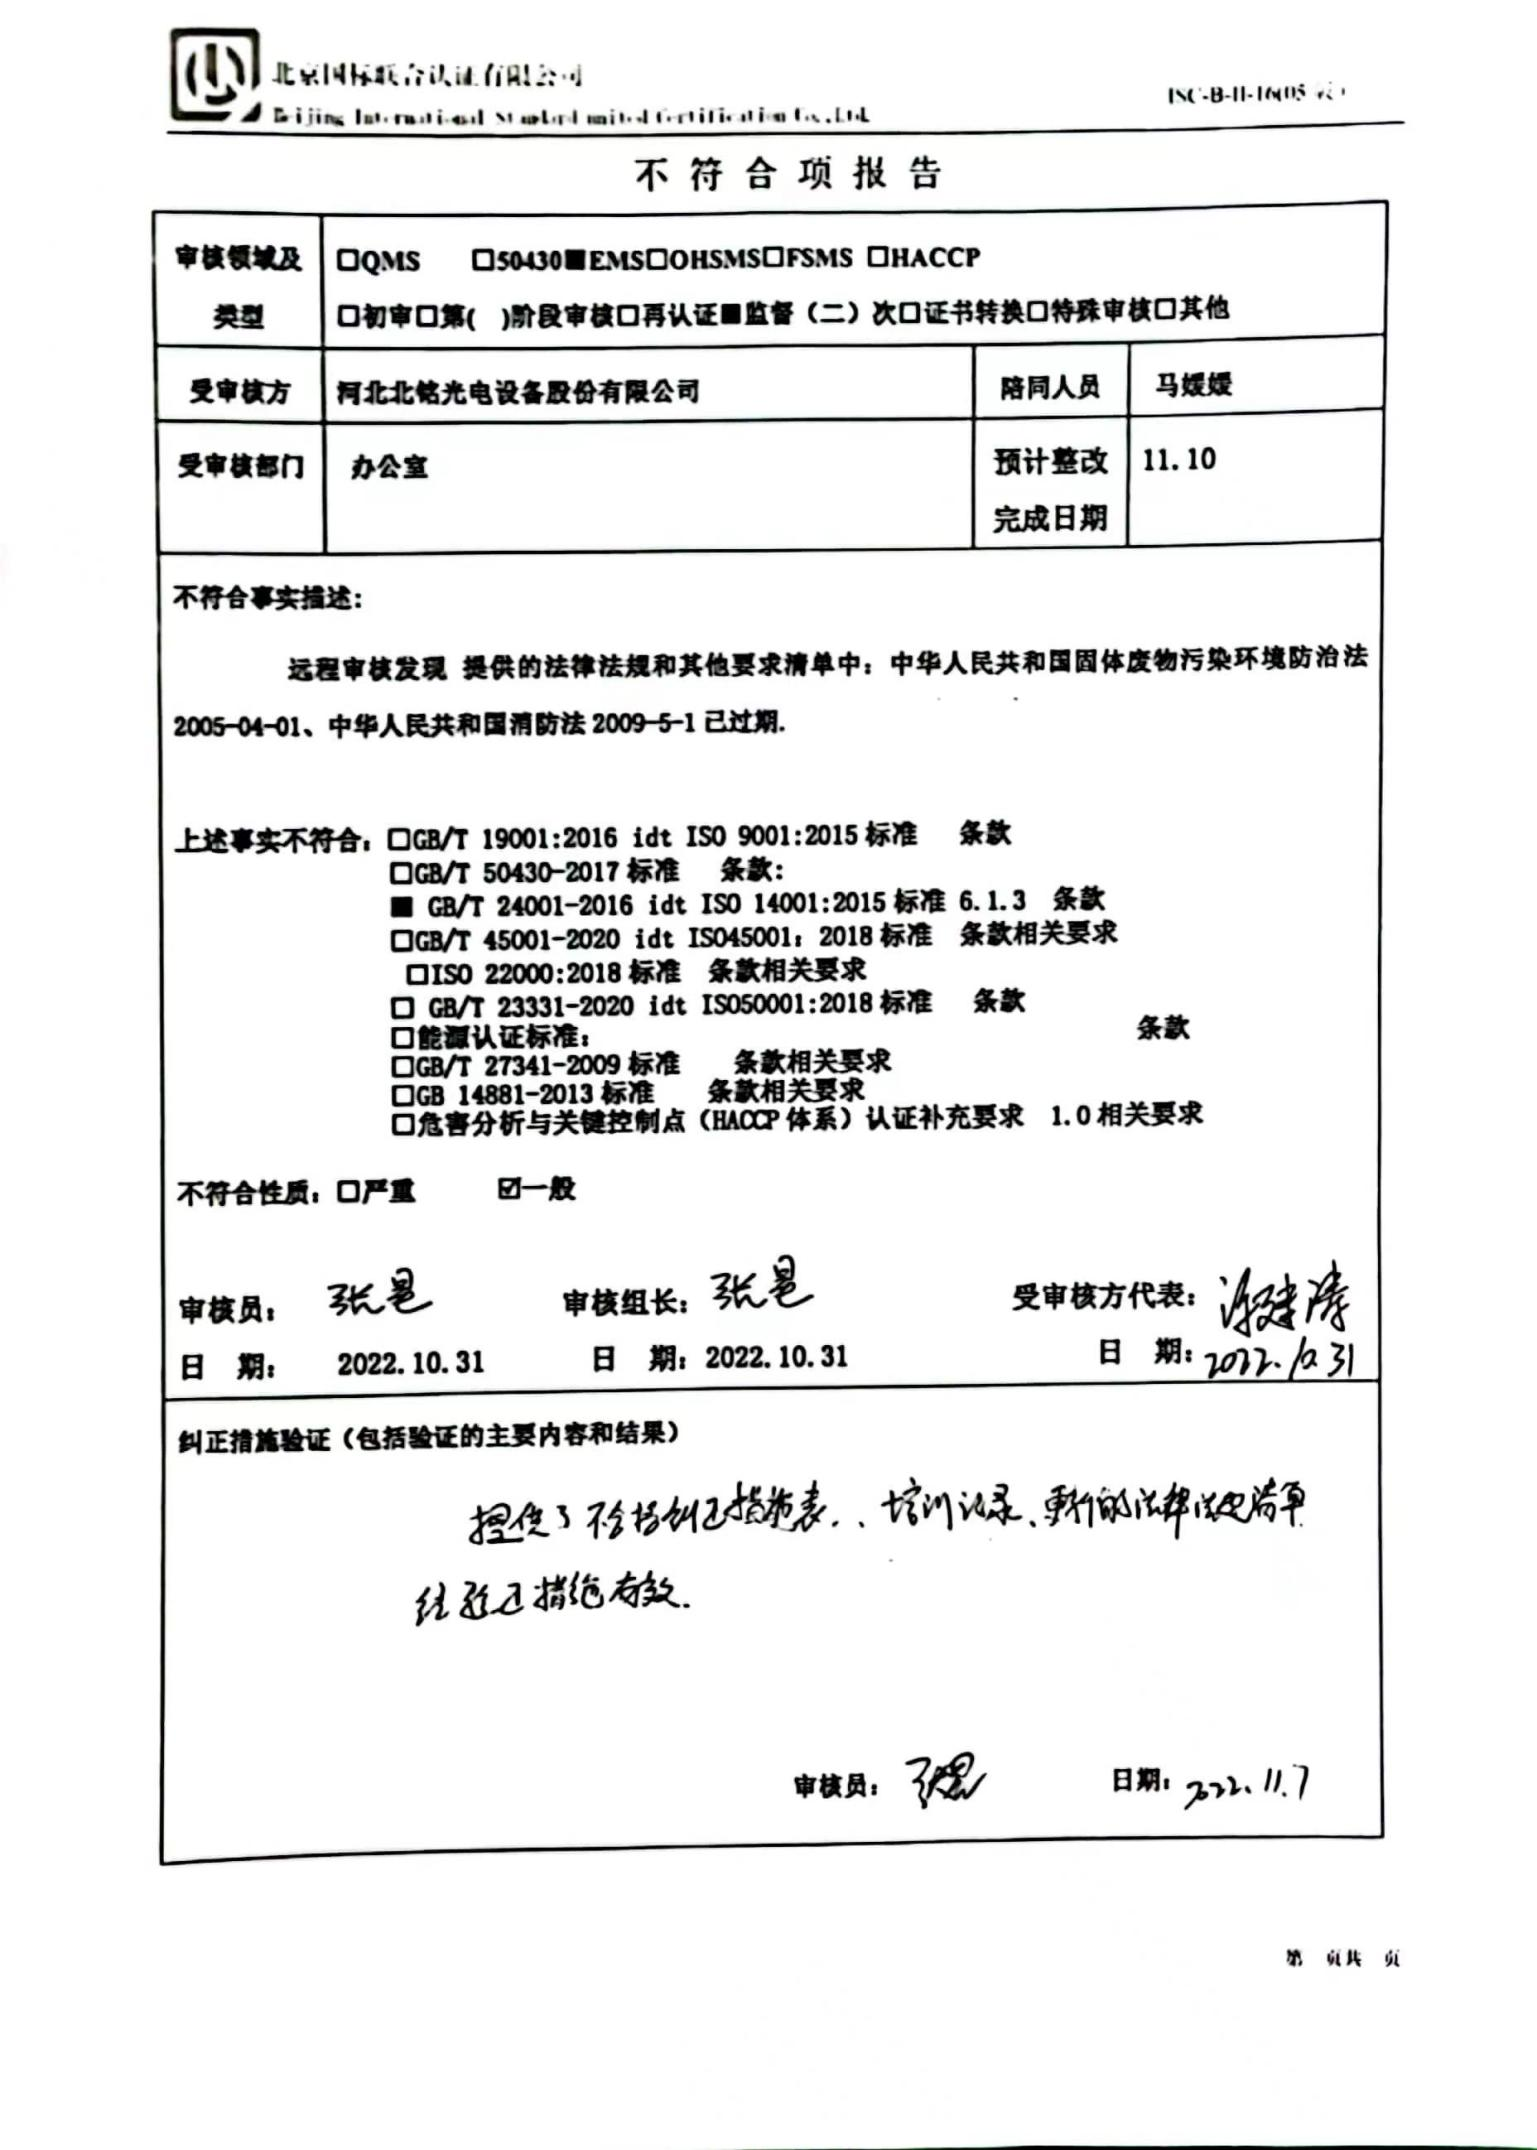 北京国标联合认证有限公司
Beijing International Standard united Certification Co.,Ltd.
ISC-B-II-16(05
不符合项报告
审核领域及类型
□QMS □50430■EMS□OHSMS□FSMS □HACCP
□初审□第( )阶段审核□再认证■监督（二）次□证书转换□特殊审核□其他
受审核方 河北北铭光电设备股份有限公司 陪同人员 马媛媛
受审核部门 办公室 预计整改完成日期 11.10
不符合事实描述:
远程审核发现 提供的法律法规和其他要求清单中：中华人民共和国固体废物污染环境防治法
2005-04-01、中华人民共和国消防法 2009-5-1 已过期.
上述事实不符合：□GB/T 19001:2016 idt ISO 9001:2015 标准 条款
□GB/T 50430-2017 标准 条款:
■ GB/T 24001-2016 idt ISO 14001:2015 标准 6.1.3 条款
□GB/T 45001-2020 idt ISO45001：2018 标准 条款相关要求
□ISO 22000:2018 标准 条款相关要求
□ GB/T 23331-2020 idt ISO50001:2018 标准 条款
□能源认证标准： 条款
□GB/T 27341-2009 标准 条款相关要求
□GB 14881-2013 标准 条款相关要求
□危害分析与关键控制点（HACCP 体系）认证补充要求 1.0 相关要求
不符合性质：□严重 ☑一般
审核员： 审核组长： 受审核方代表：
日 期： 2022.10.31 日 期：2022.10.31 日 期：2022.10.31
纠正措施验证（包括验证的主要内容和结果）
提供了不合格纠正措施表、培训记录、更新的法律法规清单
经验证措施有效.
审核员： 日期：2022.11.7
第 页共 页